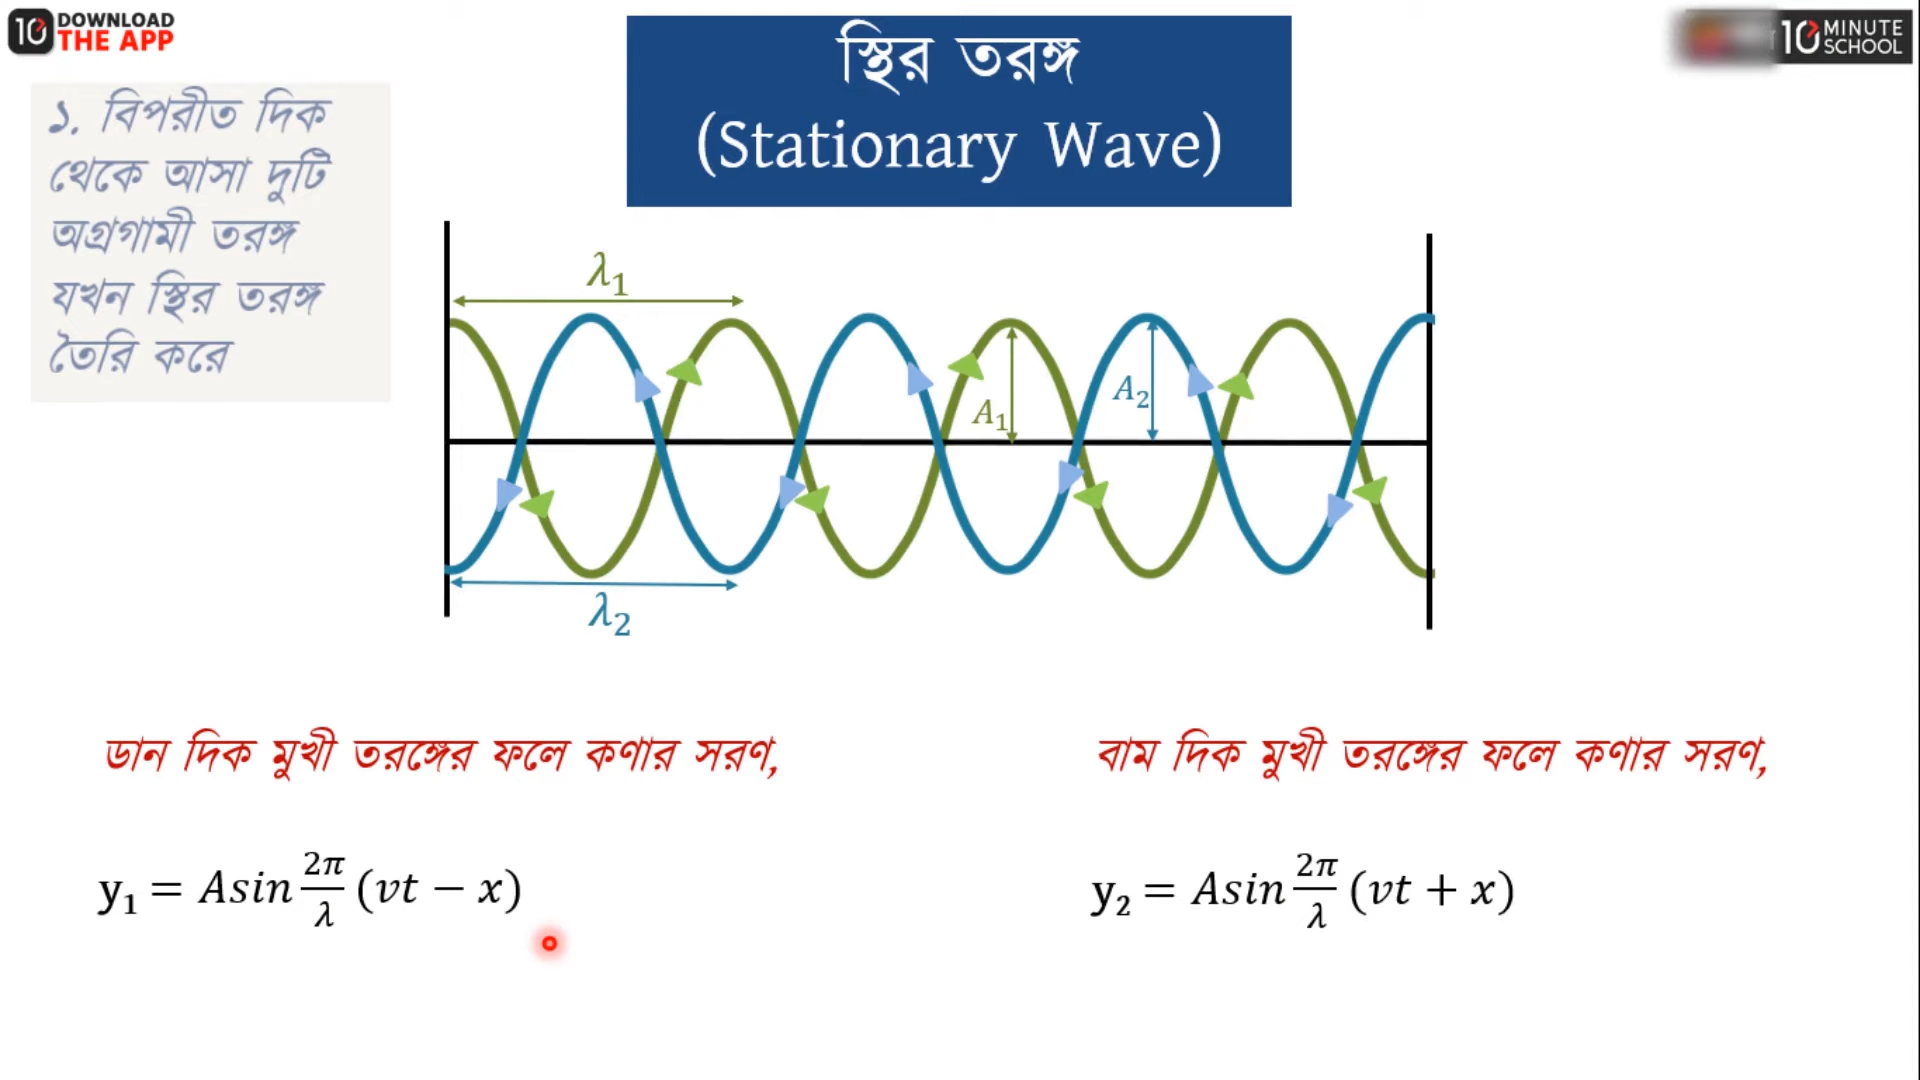 DOWNLOAD
THE APP
10 MINUTE
SCHOOL
স্থির তরঙ্গ
(Stationary Wave)
১. বিপরীত দিক
থেকে আসা দুটি
অগ্রগামী তরঙ্গ
যখন স্থির তরঙ্গ
তৈরি করে
λ₁
A₁
A₂
λ₂
ডান দিক মুখী তরঙ্গের ফলে কণার সরণ,
y₁ = Asin 2π/λ (vt − x)
বাম দিক মুখী তরঙ্গের ফলে কণার সরণ,
y₂ = Asin 2π/λ (vt + x)